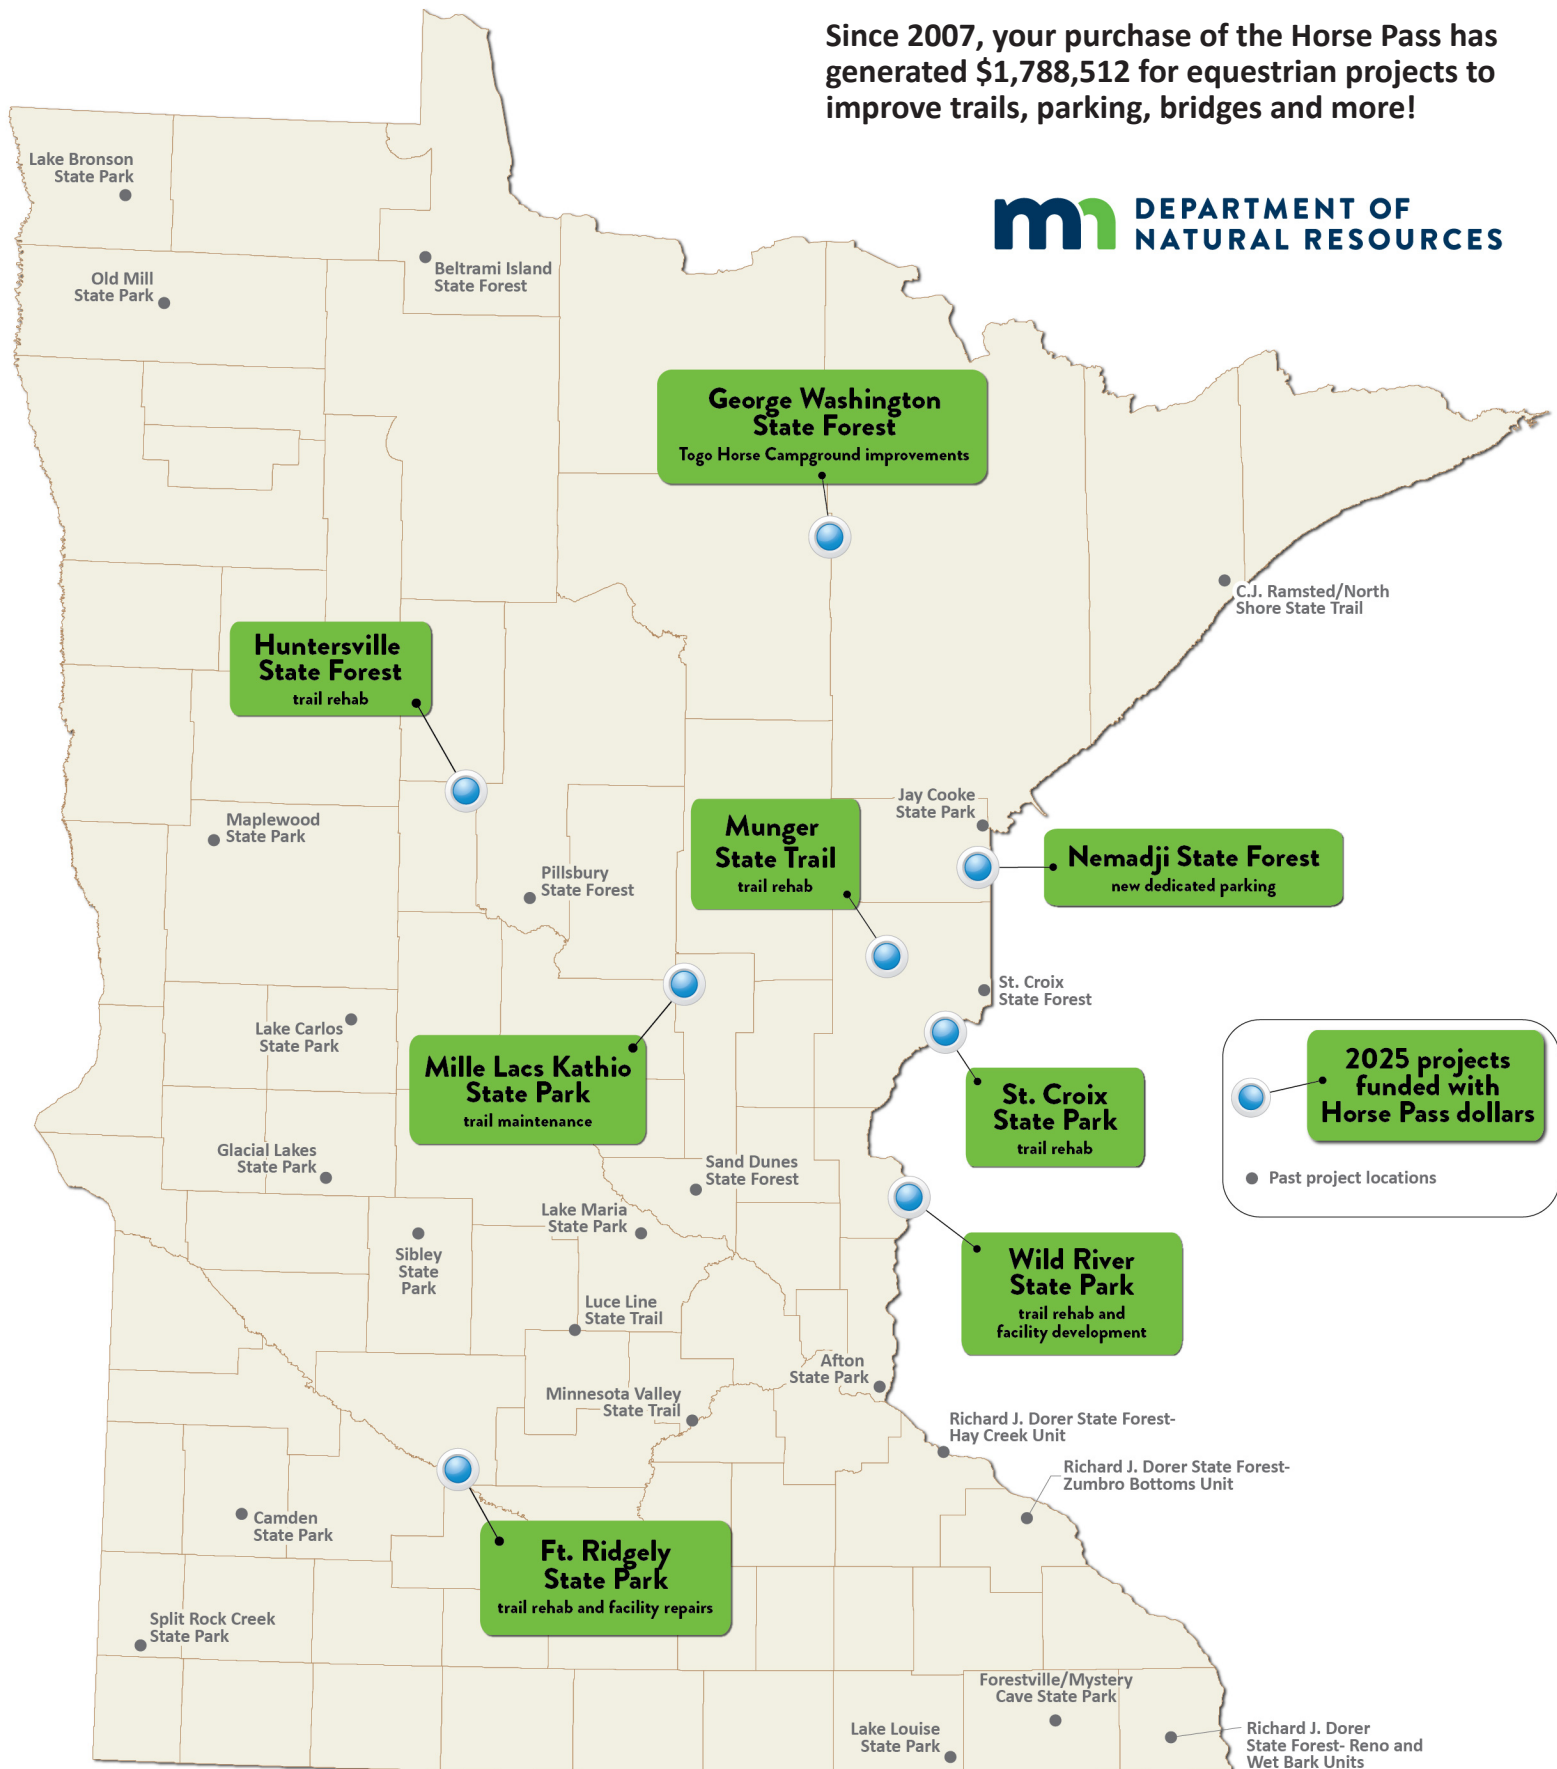 Since 2007, your purchase of the Horse Pass has
generated $1,788,512 for equestrian projects to
improve trails, parking, bridges and more!
mn DEPARTMENT OF
NATURAL RESOURCES
Lake Bronson
State Park
Old Mill
State Park
Beltrami Island
State Forest
George Washington
State Forest
Togo Horse Campground improvements
C.J. Ramsted/North
Shore State Trail
Huntersville
State Forest
trail rehab
Maplewood
State Park
Pillsbury
State Forest
Munger
State Trail
trail rehab
Jay Cooke
State Park
Nemadji State Forest
new dedicated parking
St. Croix
State Forest
Lake Carlos
State Park
Mille Lacs Kathio
State Park
trail maintenance
St. Croix
State Park
trail rehab
2025 projects
funded with
Horse Pass dollars
Past project locations
Glacial Lakes
State Park
Sand Dunes
State Forest
Lake Maria
State Park
Sibley
State
Park
Wild River
State Park
trail rehab and
facility development
Luce Line
State Trail
Afton
State Park
Minnesota Valley
State Trail
Richard J. Dorer State Forest-
Hay Creek Unit
Richard J. Dorer State Forest-
Zumbro Bottoms Unit
Camden
State Park
Ft. Ridgely
State Park
trail rehab and facility repairs
Split Rock Creek
State Park
Forestville/Mystery
Cave State Park
Lake Louise
State Park
Richard J. Dorer
State Forest- Reno and
Wet Bark Units